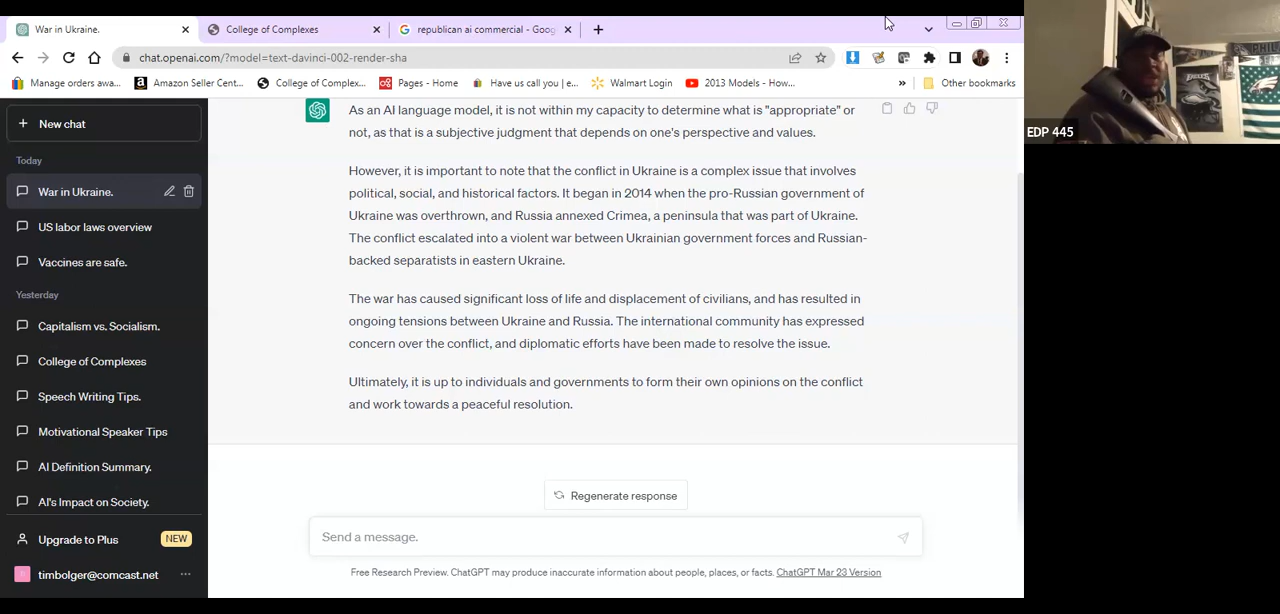 War in Ukraine.
College of Complexes
republican ai commercial - Goog
chat.openai.com/?model=text-davinci-002-render-sha
Manage orders awa...
Amazon Seller Cent...
College of Complex...
Pages - Home
Have us call you | e...
Walmart Login
2013 Models - How...
Other bookmarks
New chat
Today
War in Ukraine.
US labor laws overview
Vaccines are safe.
Yesterday
Capitalism vs. Socialism.
College of Complexes
Speech Writing Tips.
Motivational Speaker Tips
AI Definition Summary.
AI's Impact on Society.
Upgrade to Plus
NEW
timbolger@comcast.net
As an AI language model, it is not within my capacity to determine what is "appropriate" or
not, as that is a subjective judgment that depends on one's perspective and values.
However, it is important to note that the conflict in Ukraine is a complex issue that involves
political, social, and historical factors. It began in 2014 when the pro-Russian government of
Ukraine was overthrown, and Russia annexed Crimea, a peninsula that was part of Ukraine.
The conflict escalated into a violent war between Ukrainian government forces and Russian-
backed separatists in eastern Ukraine.
The war has caused significant loss of life and displacement of civilians, and has resulted in
ongoing tensions between Ukraine and Russia. The international community has expressed
concern over the conflict, and diplomatic efforts have been made to resolve the issue.
Ultimately, it is up to individuals and governments to form their own opinions on the conflict
and work towards a peaceful resolution.
Regenerate response
Send a message.
Free Research Preview. ChatGPT may produce inaccurate information about people, places, or facts. ChatGPT Mar 23 Version
EDP 445
EAGLES